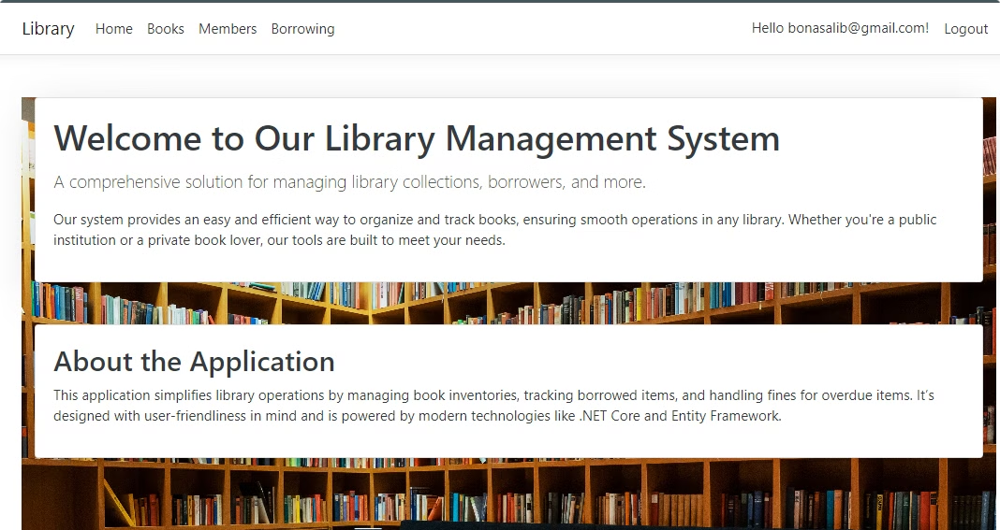 Library Home Books Members Borrowing Hello bonasalib@gmail.com! Logout
Welcome to Our Library Management System
A comprehensive solution for managing library collections, borrowers, and more.
Our system provides an easy and efficient way to organize and track books, ensuring smooth operations in any library. Whether you're a public
institution or a private book lover, our tools are built to meet your needs.
About the Application
This application simplifies library operations by managing book inventories, tracking borrowed items, and handling fines for overdue items. It’s
designed with user-friendliness in mind and is powered by modern technologies like .NET Core and Entity Framework.